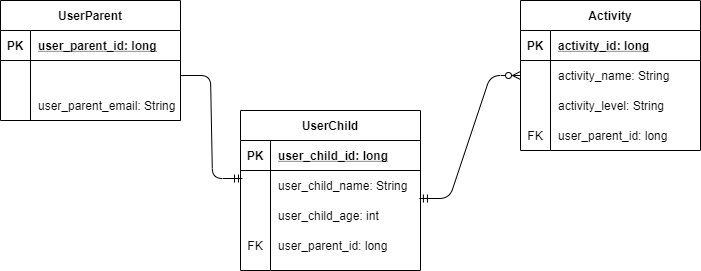 UserParent
PK user_parent_id: long
user_parent_email: String
UserChild
PK user_child_id: long
user_child_name: String
user_child_age: int
FK user_parent_id: long
Activity
PK activity_id: long
activity_name: String
activity_level: String
FK user_parent_id: long